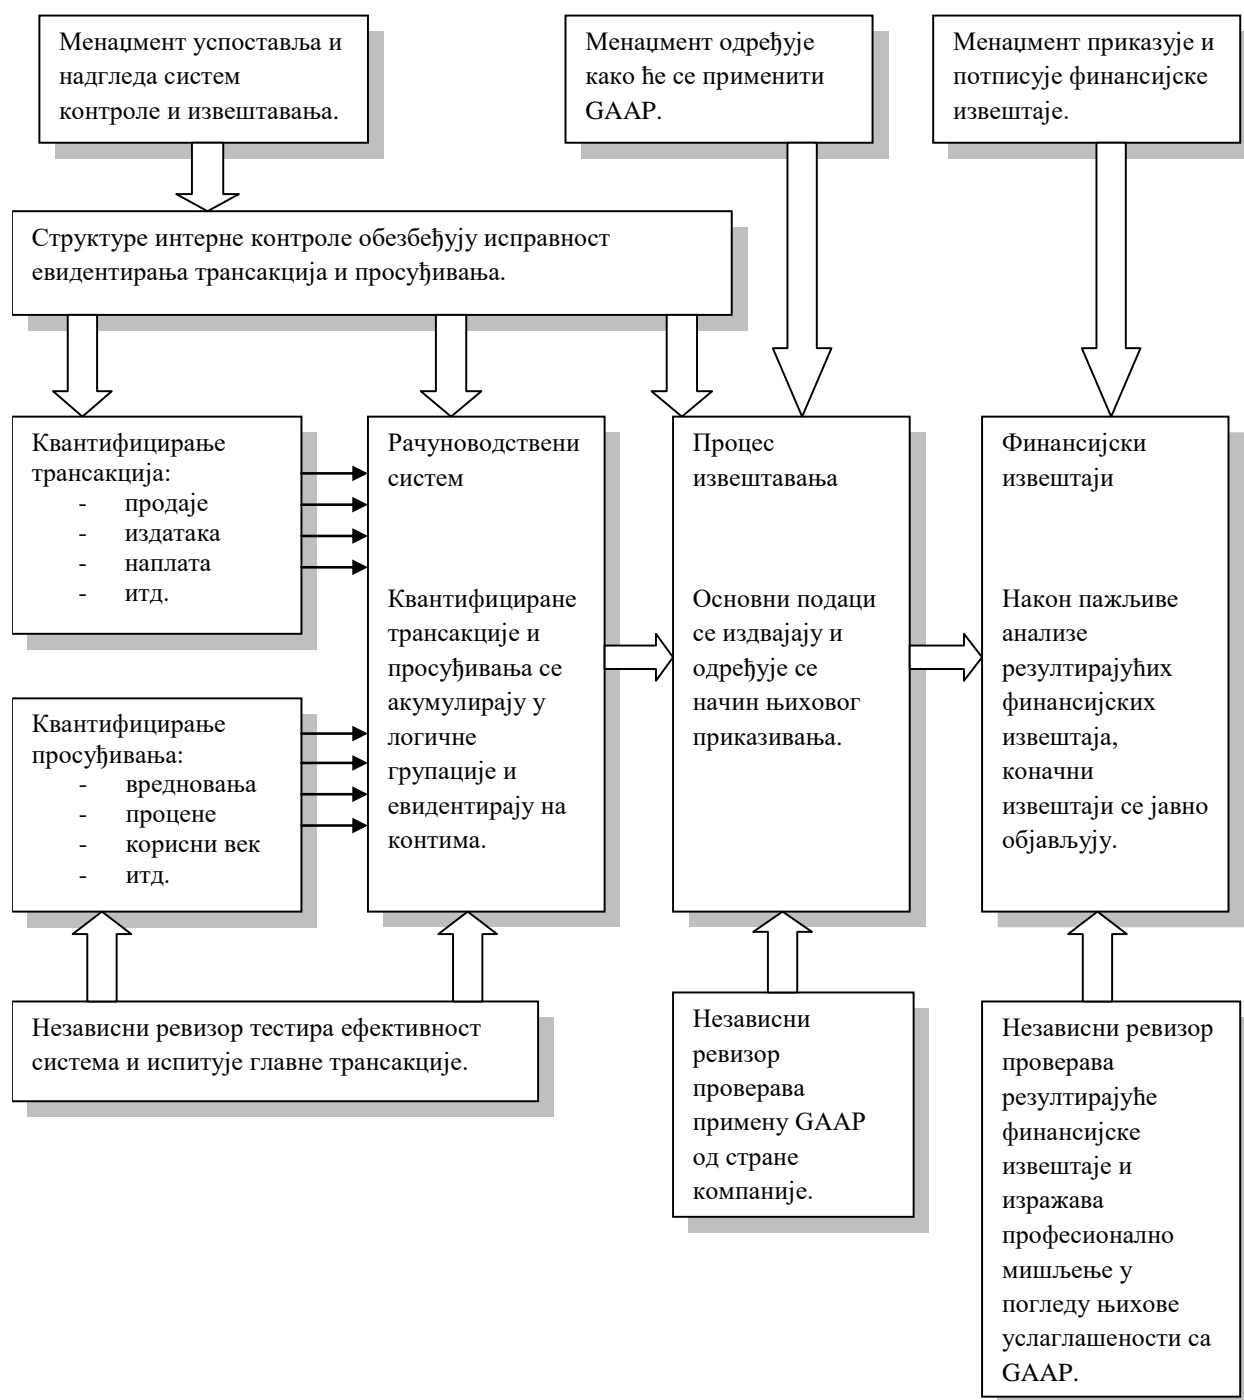 Менаџмент успоставља и
надгледа систем
контроле и извештавања.
Менаџмент одређује
како ће се применити
GAAP.
Менаџмент приказује и
потписује финансијске
извештаје.
Структуре интерне контроле обезбеђују исправност
евидентирања трансакција и просуђивања.
Квантифицирање
трансакција:
- продаје
- издатака
- наплата
- итд.
Квантифицирање
просуђивања:
- вредновања
- процене
- корисни век
- итд.
Рачуноводствени
систем
Квантифициране
трансакције и
просуђивања се
акумулирају у
логичне
групације и
евидентирају на
контима.
Процес
извештавања
Основни подаци
се издвајају и
одређује се
начин њиховог
приказивања.
Финансијски
извештаји
Након пажљиве
анализе
резултирајућих
финансијских
извештаја,
коначни
извештаји се јавно
објављују.
Независни ревизор тестира ефективност
система и испитује главне трансакције.
Независни
ревизор
проверава
примену GAAP
од стране
компаније.
Независни ревизор
проверава
резултирајуће
финансијске
извештаје и
изражава
професионално
мишљење у
погледу њихове
услаглашености са
GAAP.